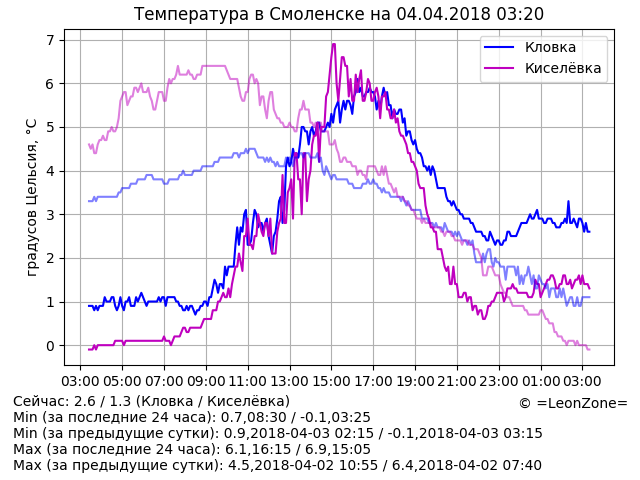 Температура в Смоленске на 04.04.2018 03:20
Кловка
Киселёвка
градусов Цельсия, °C
7
6
5
4
3
2
1
0
03:00 05:00 07:00 09:00 11:00 13:00 15:00 17:00 19:00 21:00 23:00 01:00 03:00
Сейчас: 2.6 / 1.3 (Кловка / Киселёвка)
© =LeonZone=
Min (за последние 24 часа): 0.7,08:30 / -0.1,03:25
Min (за предыдущие сутки): 0.9,2018-04-03 02:15 / -0.1,2018-04-03 03:15
Max (за последние 24 часа): 6.1,16:15 / 6.9,15:05
Max (за предыдущие сутки): 4.5,2018-04-02 10:55 / 6.4,2018-04-02 07:40